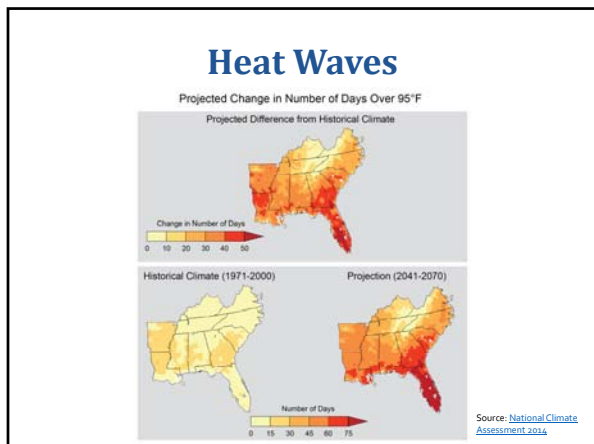 Heat Waves
Projected Change in Number of Days Over 95°F
Projected Difference from Historical Climate
Change in Number of Days
0 10 20 30 40 50
Historical Climate (1971-2000)
Projection (2041-2070)
Number of Days
0 15 30 45 60 75
Source: National Climate
Assessment 2014